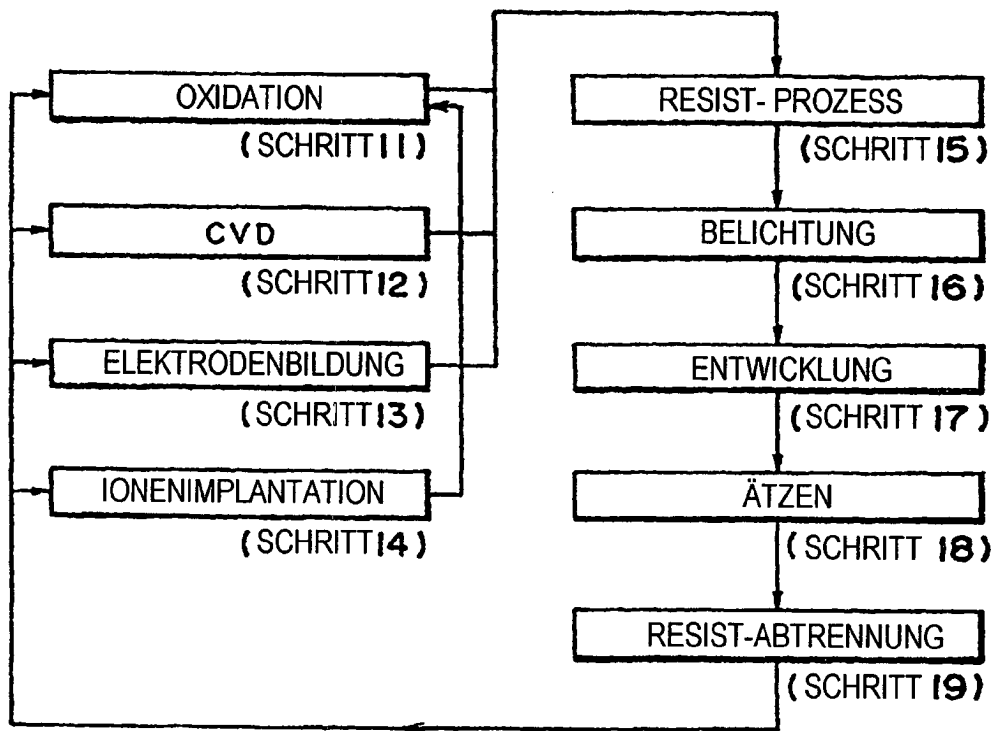 OXIDATION
(SCHRITT 11)
CVD
(SCHRITT 12)
ELEKTRODENBILDUNG
(SCHRITT 13)
IONENIMPLANTATION
(SCHRITT 14)
RESIST-PROZESS
(SCHRITT 15)
BELICHTUNG
(SCHRITT 16)
ENTWICKLUNG
(SCHRITT 17)
ÄTZEN
(SCHRITT 18)
RESIST-ABTRENNUNG
(SCHRITT 19)